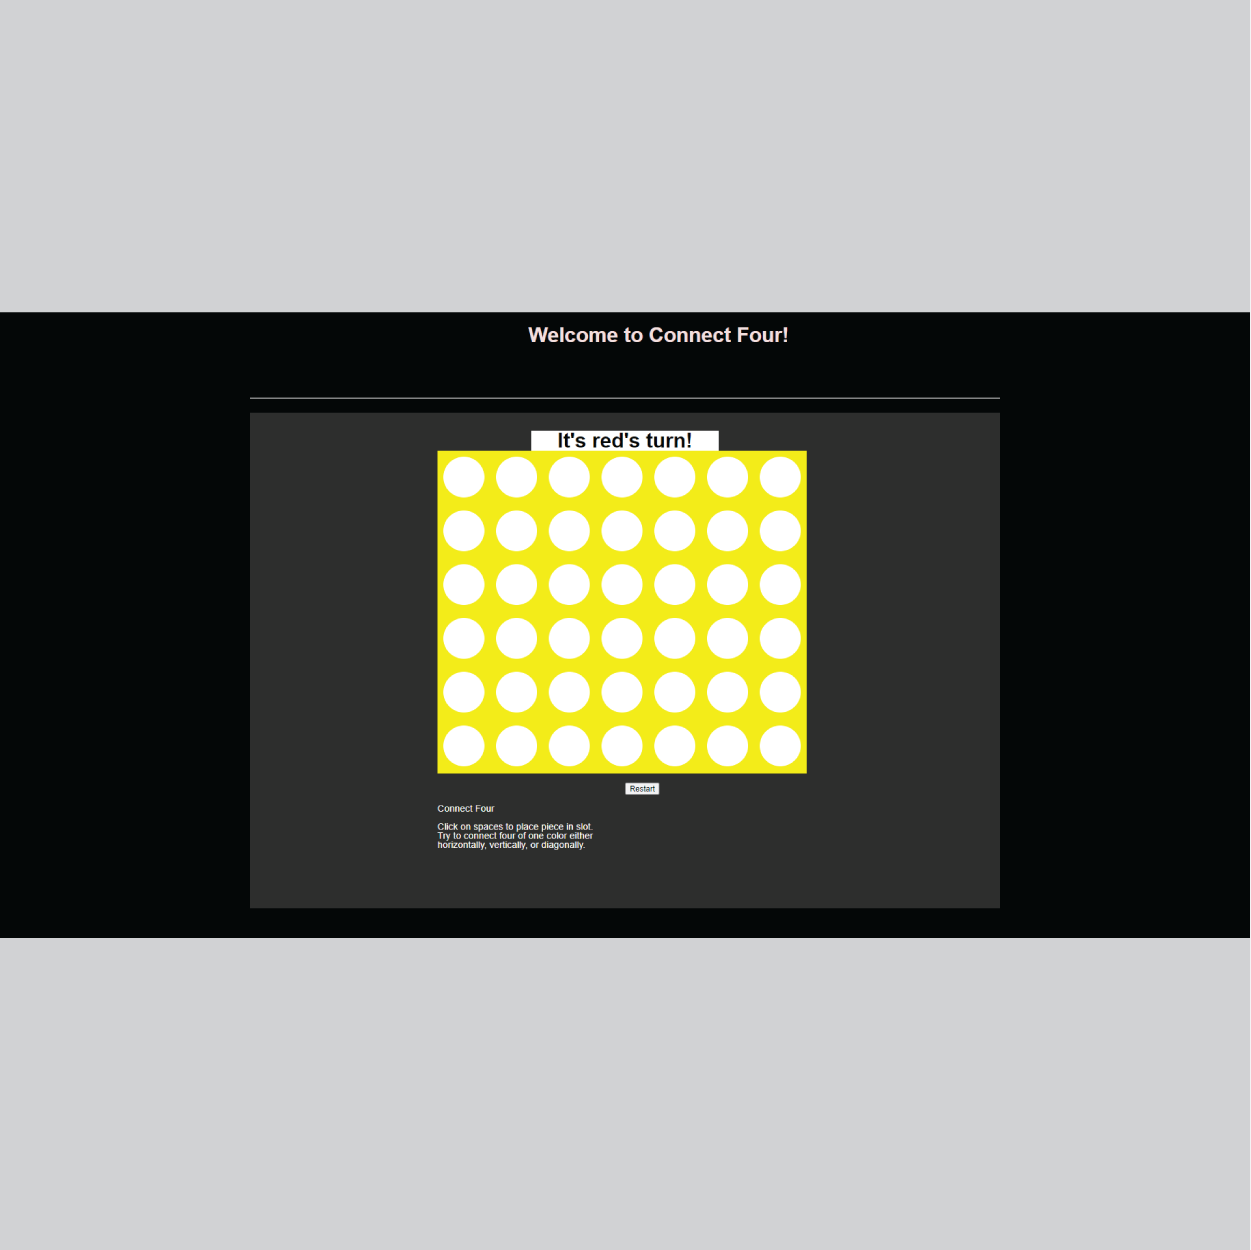 Welcome to Connect Four!
It's red's turn!
Restart
Connect Four
Click on spaces to place piece in slot.
Try to connect four of one color either
horizontally, vertically, or diagonally.